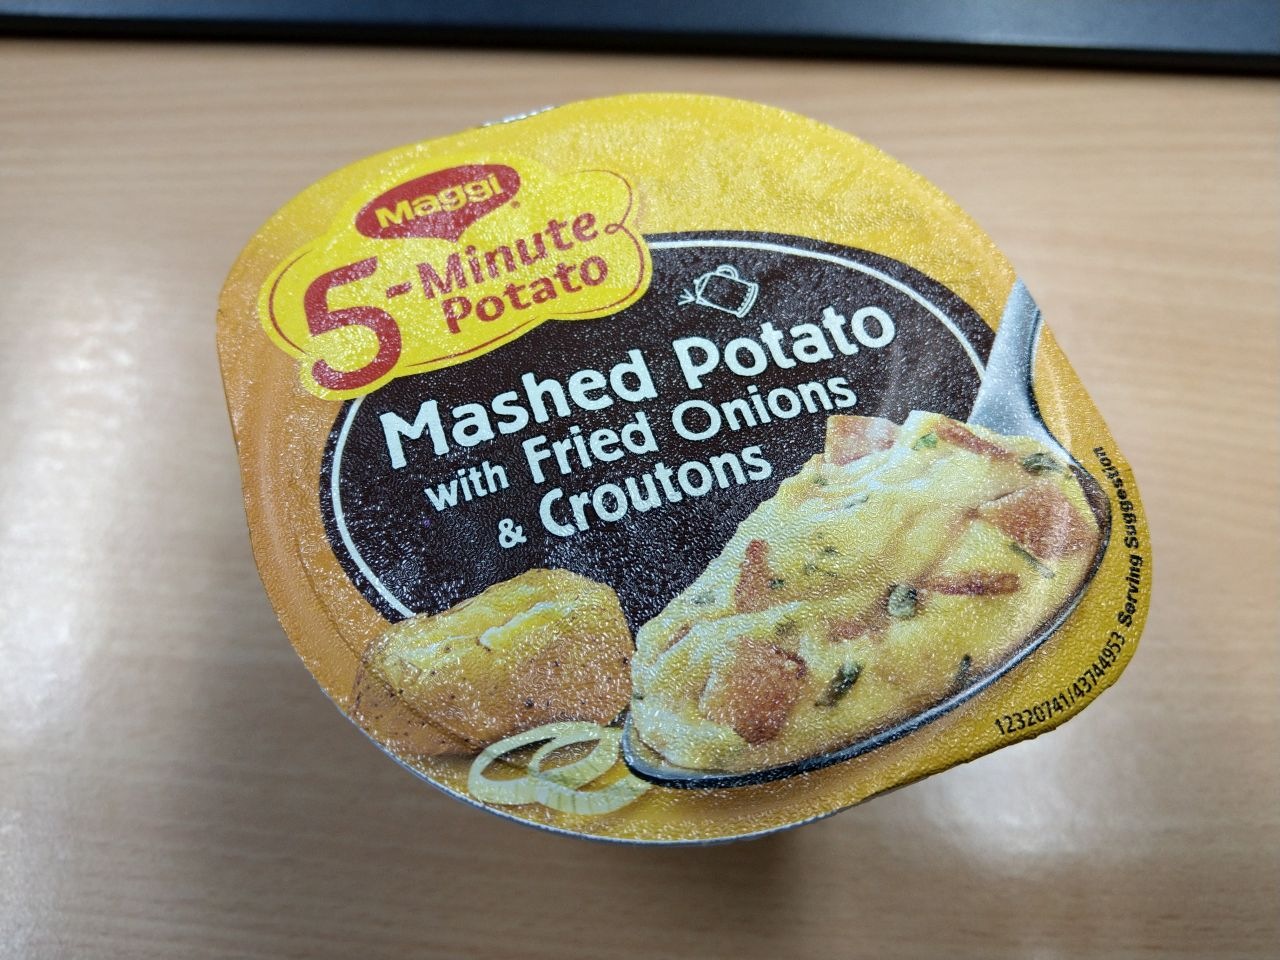 Maggi
5-Minute
Potato
Mashed Potato
with Fried Onions
& Croutons
12320741/43744953 Serving Suggestion